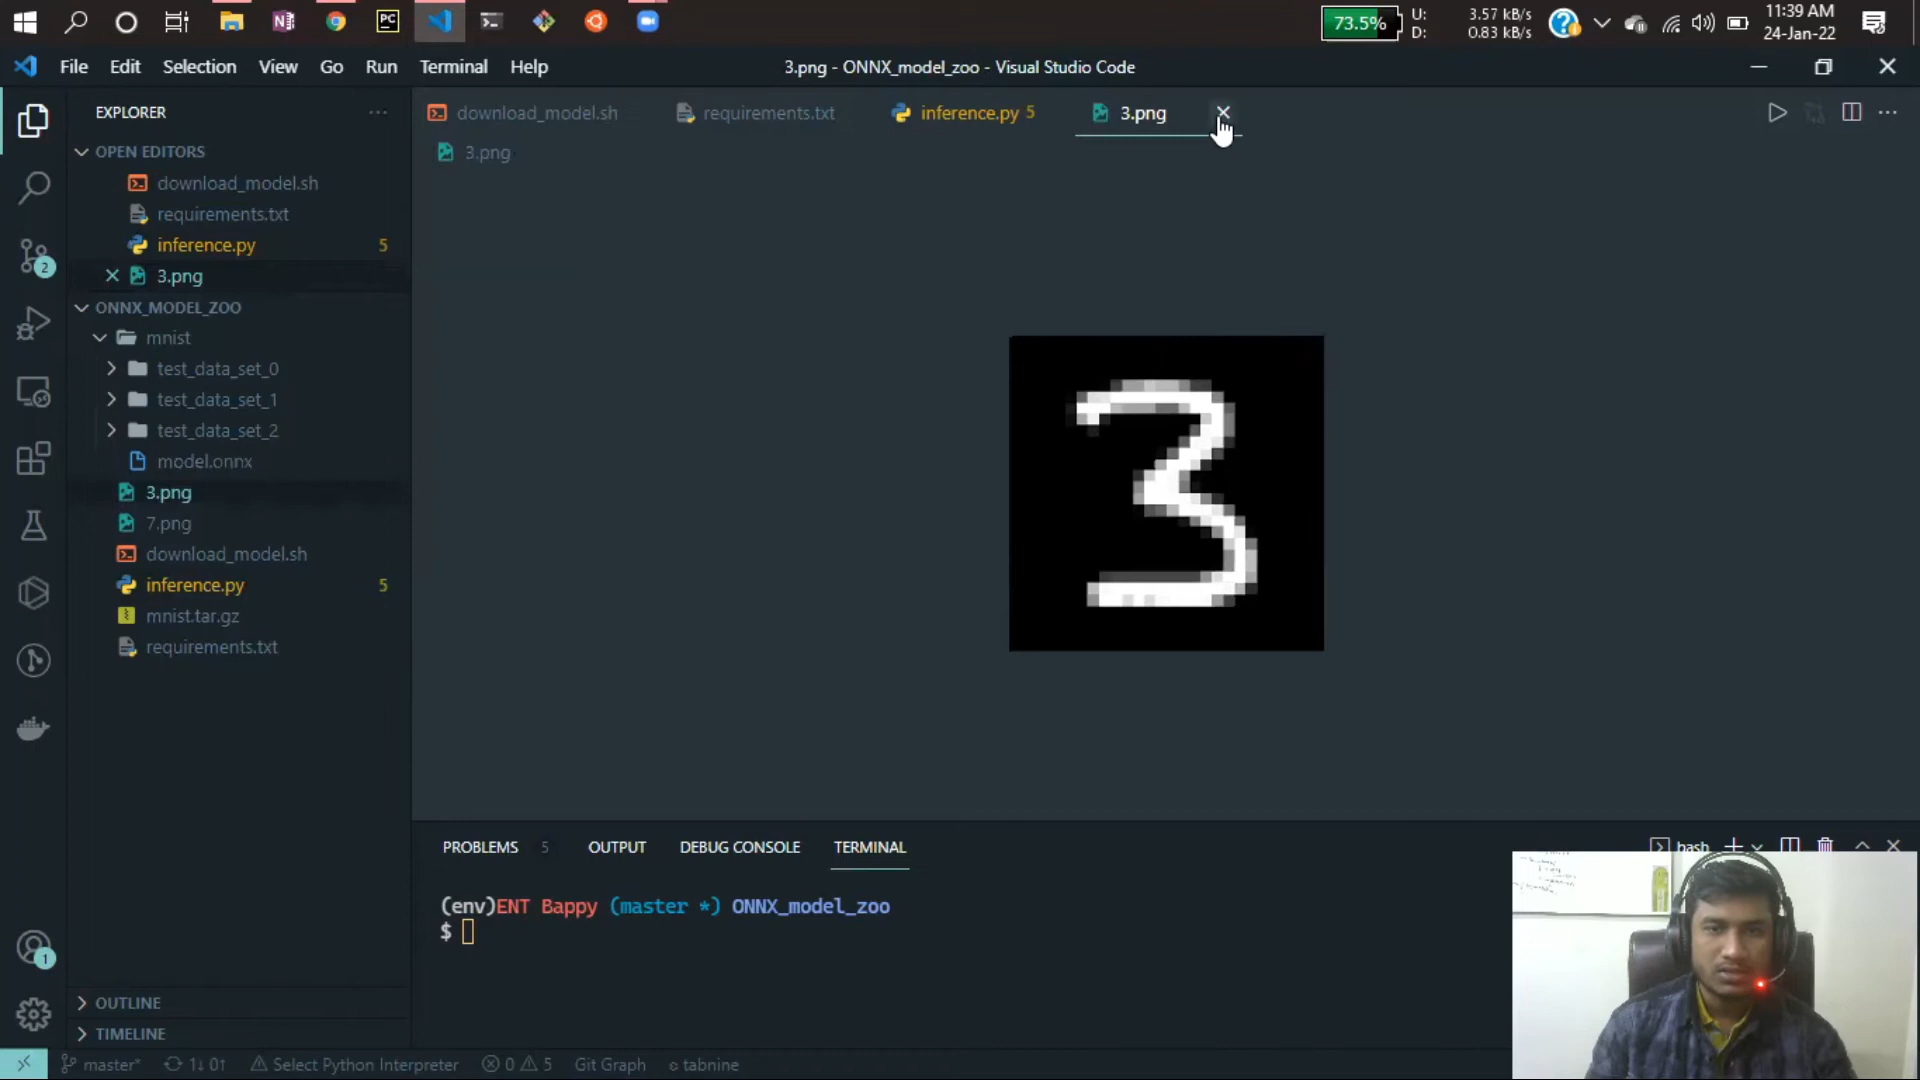 PC
73.5%
U: 3.57 kB/s
D: 0.83 kB/s
11:39 AM
24-Jan-22
File Edit Selection View Go Run Terminal Help
3.png - ONNX_model_zoo - Visual Studio Code
EXPLORER
download_model.sh requirements.txt inference.py 5 3.png
3.png
OPEN EDITORS
download_model.sh
requirements.txt
inference.py 5
3.png
ONNX_MODEL_ZOO
mnist
test_data_set_0
test_data_set_1
test_data_set_2
model.onnx
3.png
7.png
download_model.sh
inference.py 5
mnist.tar.gz
requirements.txt
2
3
PROBLEMS 5 OUTPUT DEBUG CONSOLE TERMINAL
bash
(env)ENT Bappy (master *) ONNX_model_zoo
$
1
OUTLINE
TIMELINE
master* 1↓ 0↑ Select Python Interpreter 0 5 Git Graph tabnine